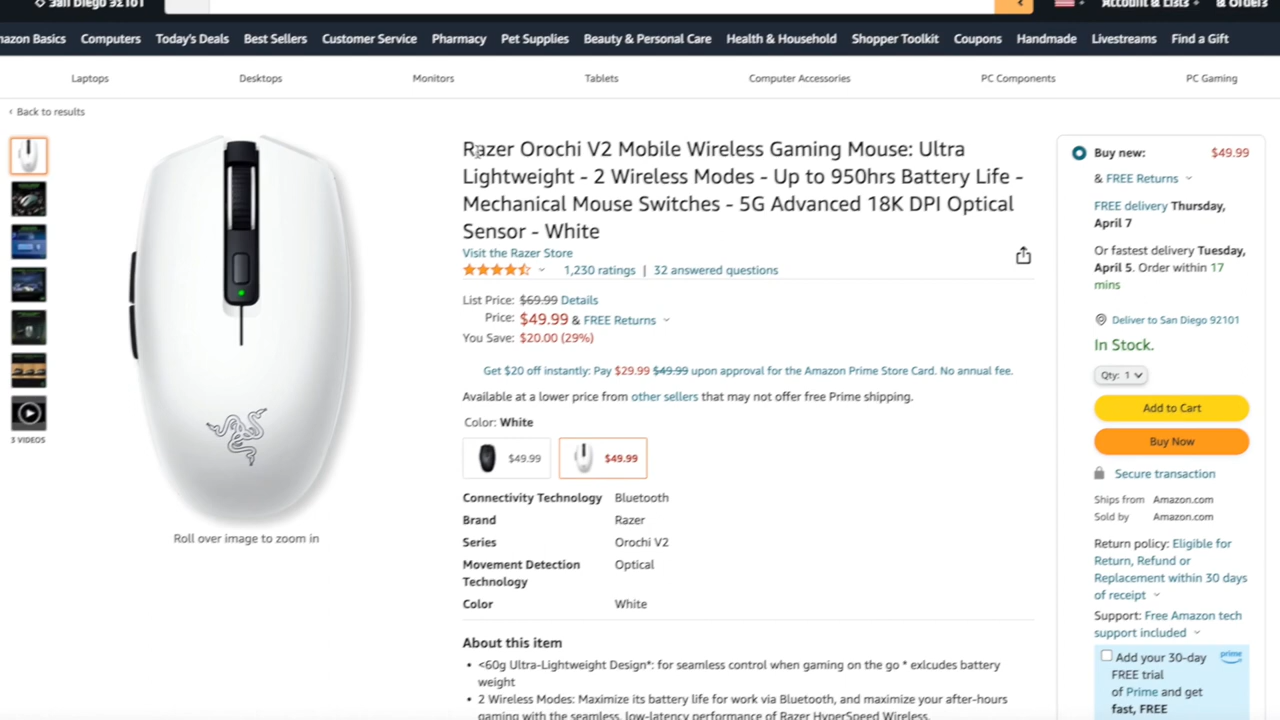 San Diego 92101
Account & Lists
& Orders
mazon Basics Computers Today's Deals Best Sellers Customer Service Pharmacy Pet Supplies Beauty & Personal Care Health & Household Shopper Toolkit Coupons Handmade Livestreams Find a Gift
Laptops Desktops Monitors Tablets Computer Accessories PC Components PC Gaming
‹ Back to results
3 VIDEOS
Roll over image to zoom in
Razer Orochi V2 Mobile Wireless Gaming Mouse: Ultra
Lightweight - 2 Wireless Modes - Up to 950hrs Battery Life -
Mechanical Mouse Switches - 5G Advanced 18K DPI Optical
Sensor - White
Visit the Razer Store
1,230 ratings | 32 answered questions
List Price: $69.99 Details
Price: $49.99 & FREE Returns
You Save: $20.00 (29%)
Get $20 off instantly: Pay $29.99 $49.99 upon approval for the Amazon Prime Store Card. No annual fee.
Available at a lower price from other sellers that may not offer free Prime shipping.
Color: White
$49.99 $49.99
Connectivity Technology Bluetooth
Brand Razer
Series Orochi V2
Movement Detection Optical
Technology
Color White
About this item
• <60g Ultra-Lightweight Design*: for seamless control when gaming on the go * exlcudes battery
weight
• 2 Wireless Modes: Maximize its battery life for work via Bluetooth, and maximize your after-hours
gaming with the seamless, low-latency performance of Razer HyperSpeed Wireless.
Buy new: $49.99
& FREE Returns
FREE delivery Thursday,
April 7
Or fastest delivery Tuesday,
April 5. Order within 17
mins
Deliver to San Diego 92101
In Stock.
Qty: 1
Add to Cart
Buy Now
Secure transaction
Ships from Amazon.com
Sold by Amazon.com
Return policy: Eligible for
Return, Refund or
Replacement within 30 days
of receipt
Support: Free Amazon tech
support included
Add your 30-day prime
FREE trial
of Prime and get
fast, FREE